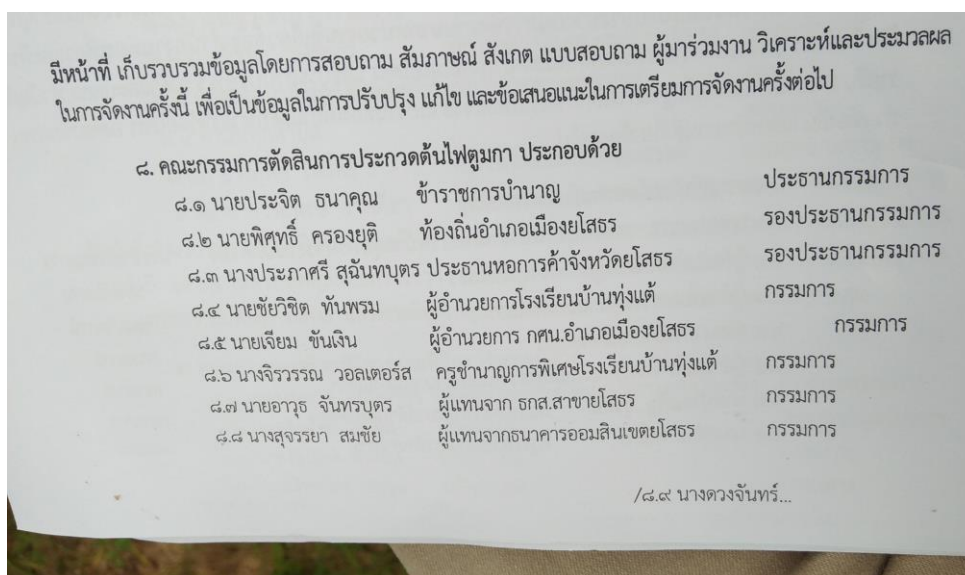 มีหน้าที่ เก็บรวบรวมข้อมูลโดยการสอบถาม สัมภาษณ์ สังเกต แบบสอบถาม ผู้มาร่วมงาน วิเคราะห์และประมวลผล
ในการจัดงานครั้งนี้ เพื่อเป็นข้อมูลในการปรับปรุง แก้ไข และข้อเสนอแนะในการเตรียมการจัดงานครั้งต่อไป
๘. คณะกรรมการตัดสินการประกวดต้นไฟตูมกา ประกอบด้วย
๘.๑ นายประจิต ธนาคุณ ข้าราชการบำนาญ ประธานกรรมการ
๘.๒ นายพิศุทธิ์ ครองยุติ ท้องถิ่นอำเภอเมืองยโสธร รองประธานกรรมการ
๘.๓ นางประภาศรี สุฉันทบุตร ประธานหอการค้าจังหวัดยโสธร รองประธานกรรมการ
๘.๔ นายชัยวิชิต ทันพรม ผู้อำนวยการโรงเรียนบ้านทุ่งแต้ กรรมการ
๘.๕ นายเจียม ขันเงิน ผู้อำนวยการ กศน.อำเภอเมืองยโสธร กรรมการ
๘.๖ นางจิรวรรณ วอลเตอร์ส ครูชำนาญการพิเศษโรงเรียนบ้านทุ่งแต้ กรรมการ
๘.๗ นายอาวุธ จันทรบุตร ผู้แทนจาก ธกส.สาขายโสธร กรรมการ
๘.๘ นางสุจรรยา สมชัย ผู้แทนจากธนาคารออมสินเขตยโสธร กรรมการ
/๘.๙ นางดวงจันทร์...